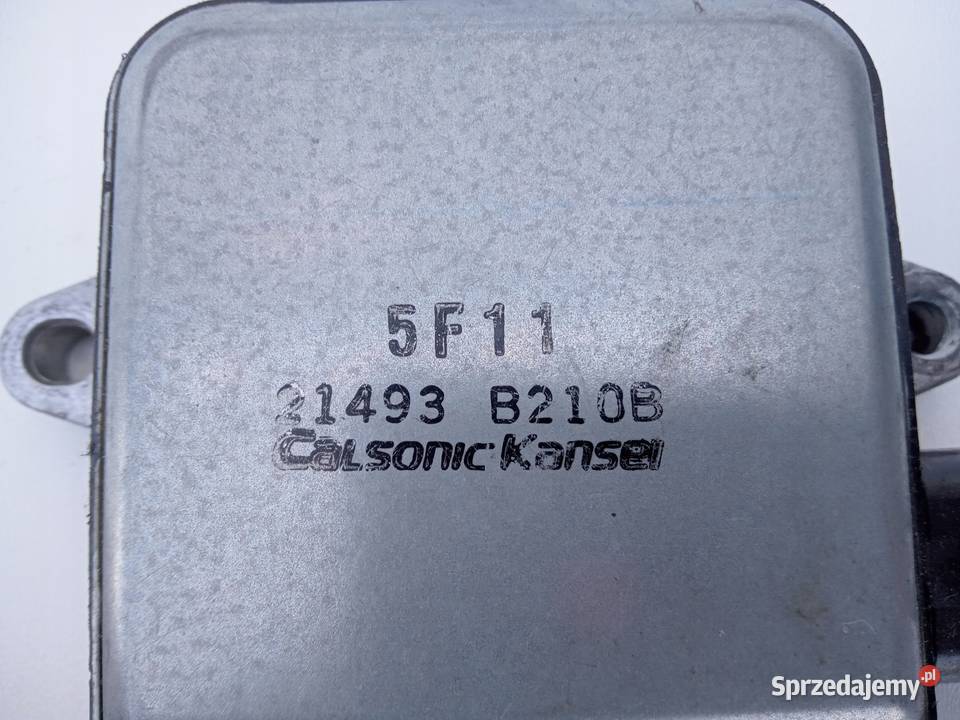 5F11
21493 B210B
Calsonic Kansei
Sprzedajemy.pl